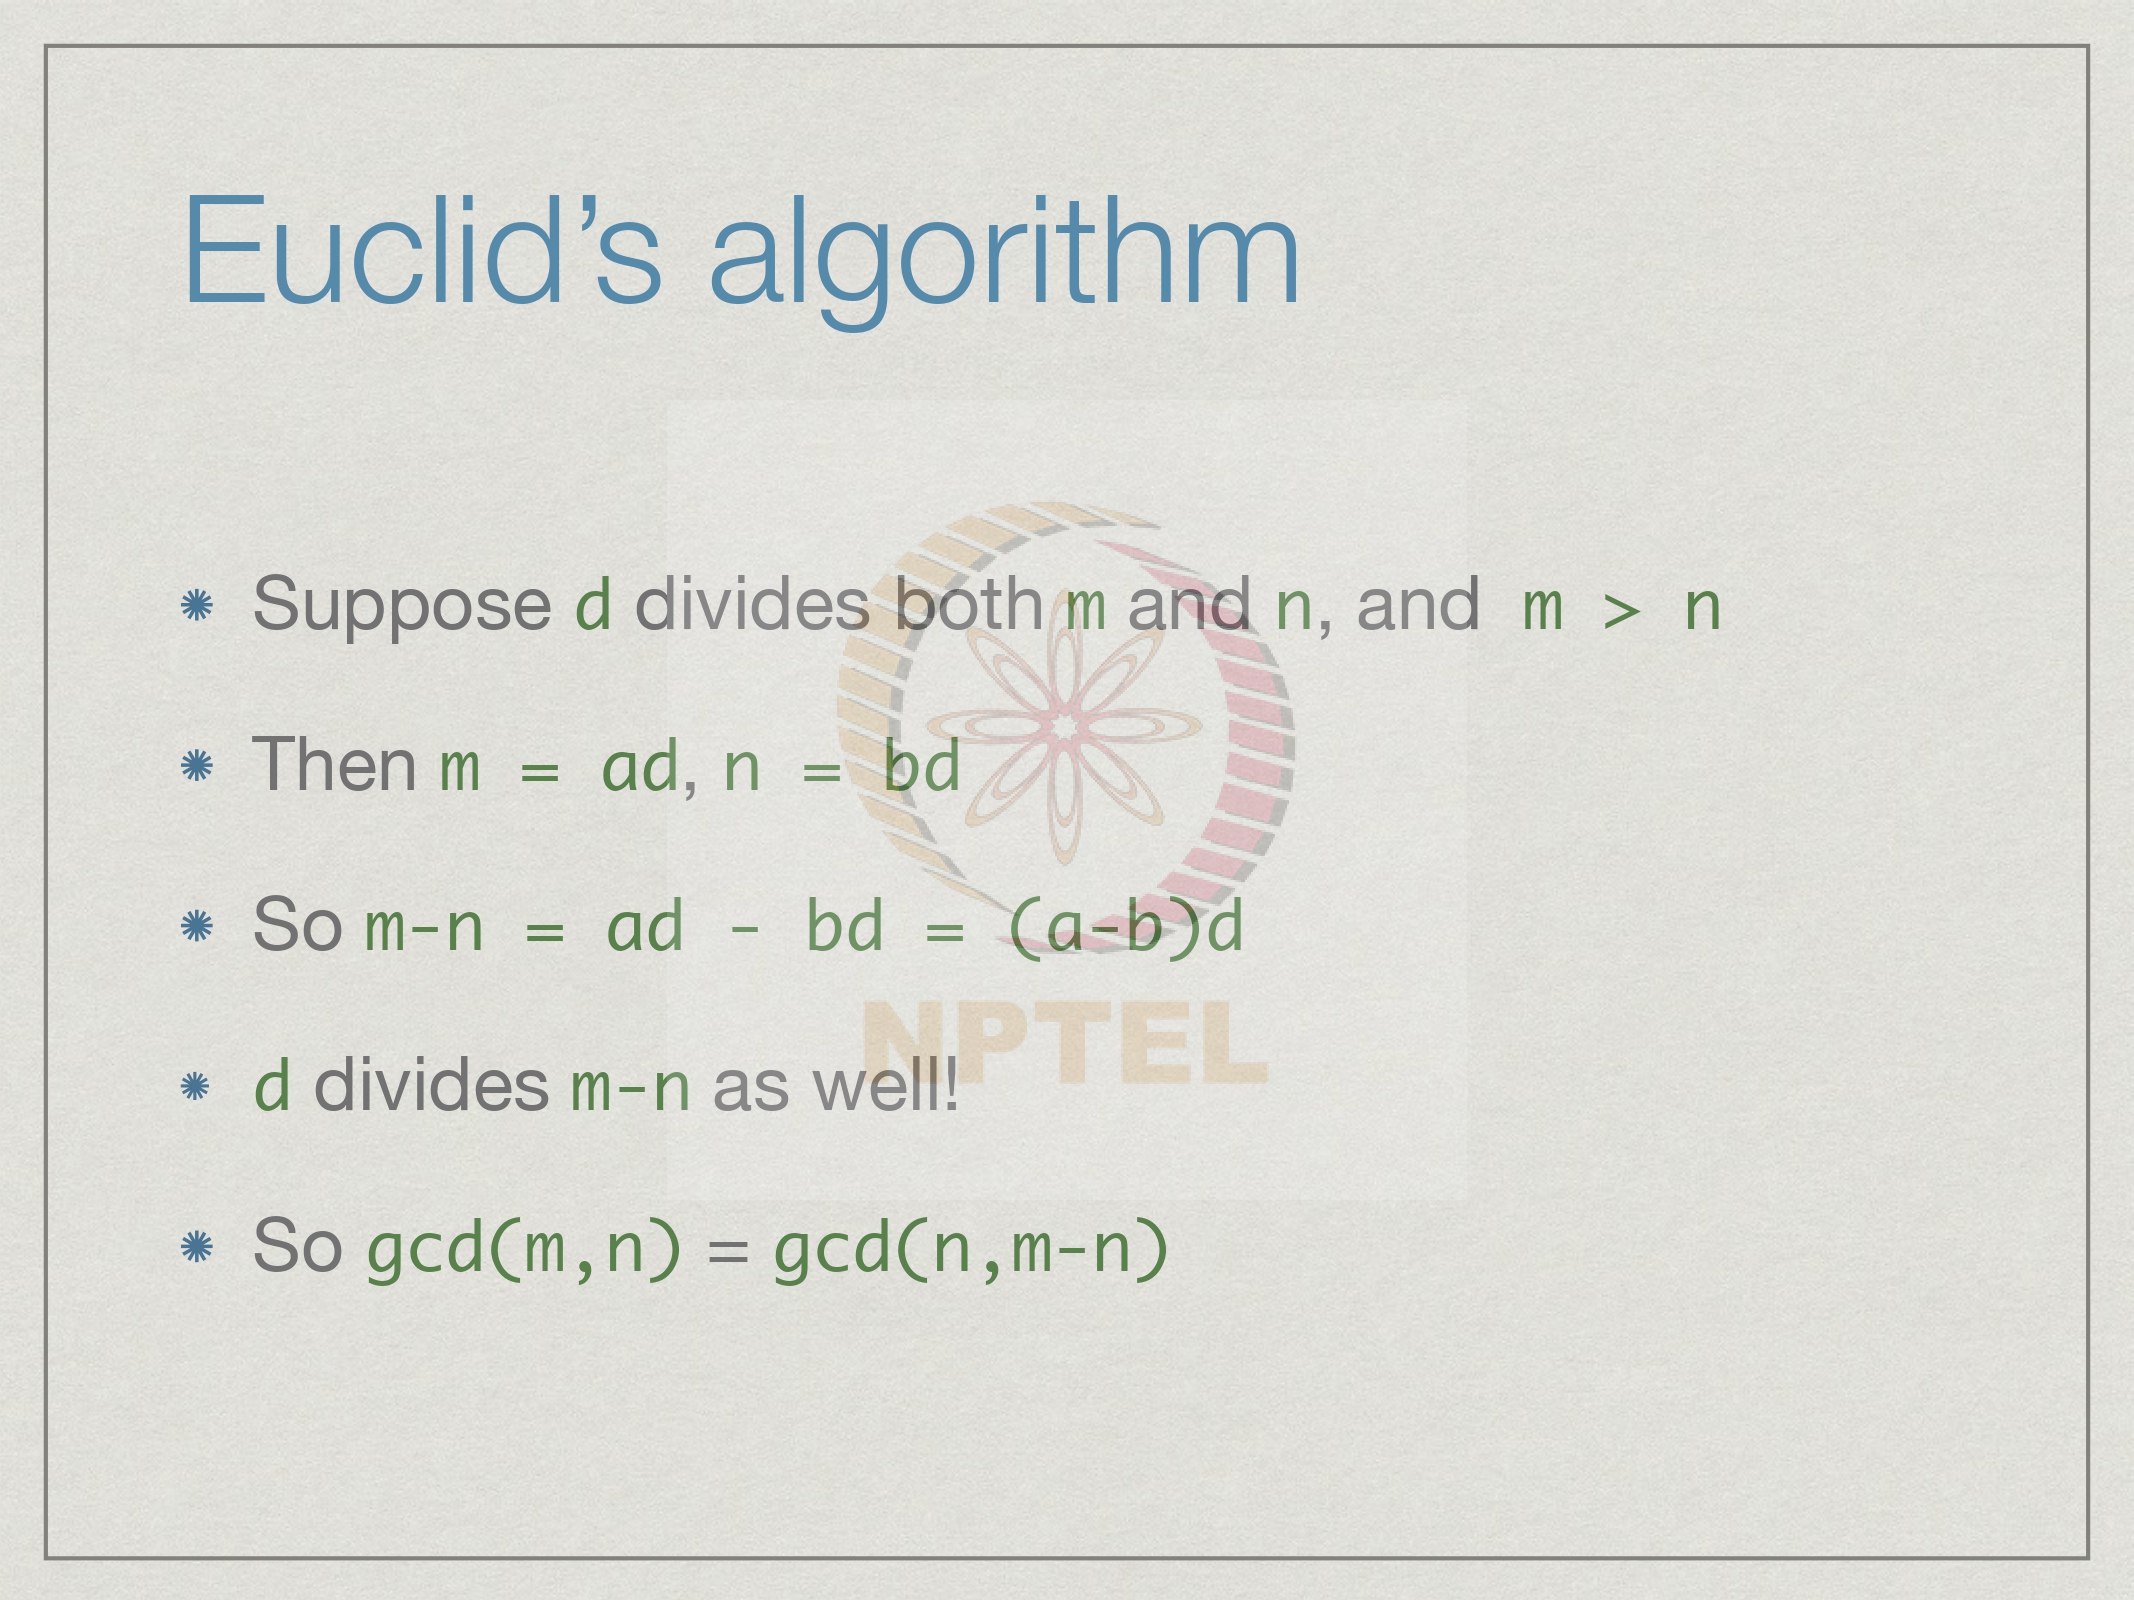 Euclid’s algorithm
Suppose d divides both m and n, and m > n
Then m = ad, n = bd
So m-n = ad - bd = (a-b)d
NPTEL
d divides m-n as well!
So gcd(m,n) = gcd(n,m-n)